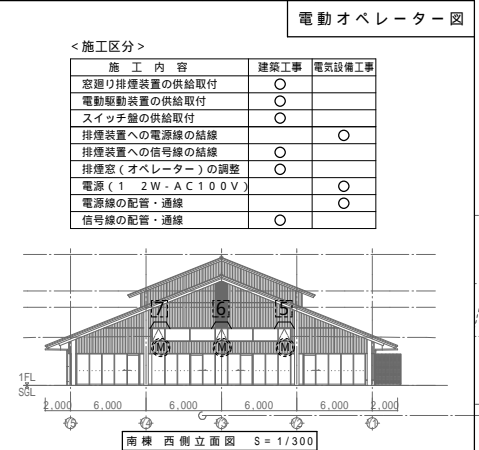 電動オペレーター図
<施工区分>
施 工 内 容 建築工事 電気設備工事
窓廻り排煙装置の供給取付 ○
電動駆動装置の供給取付 ○
スイッチ盤の供給取付 ○
排煙装置への電源線の結線 ○
排煙装置への信号線の結線 ○
排煙窓(オペレーター)の調整 ○
電源(1 2W-AC100V) ○
電源線の配管・通線 ○
信号線の配管・通線 ○
7 6 5
M M M
1FL
SGL
2,000 6,000 6,000 6,000 6,000 2,000
南棟 西側立面図 S=1/300